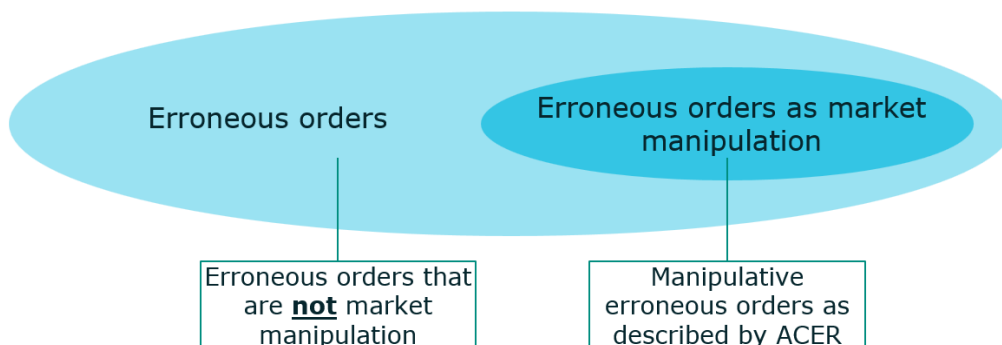 Erroneous orders
Erroneous orders as market
manipulation
Erroneous orders that
are not market
manipulation
Manipulative
erroneous orders as
described by ACER